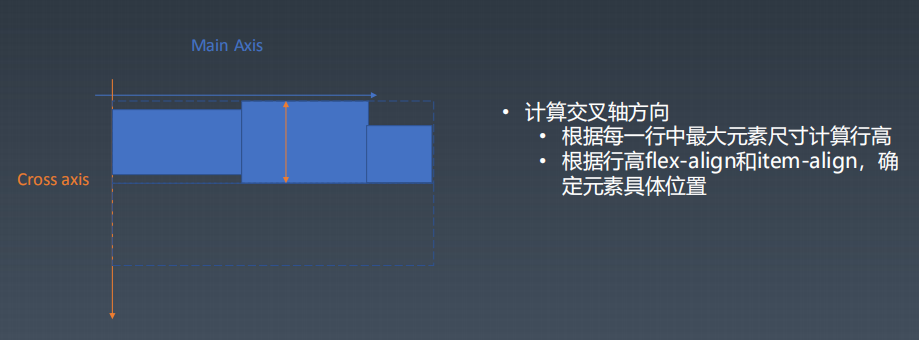 Main Axis
Cross axis
• 计算交叉轴方向
• 根据每一行中最大元素尺寸计算行高
• 根据行高flex-align和item-align，确
定元素具体位置